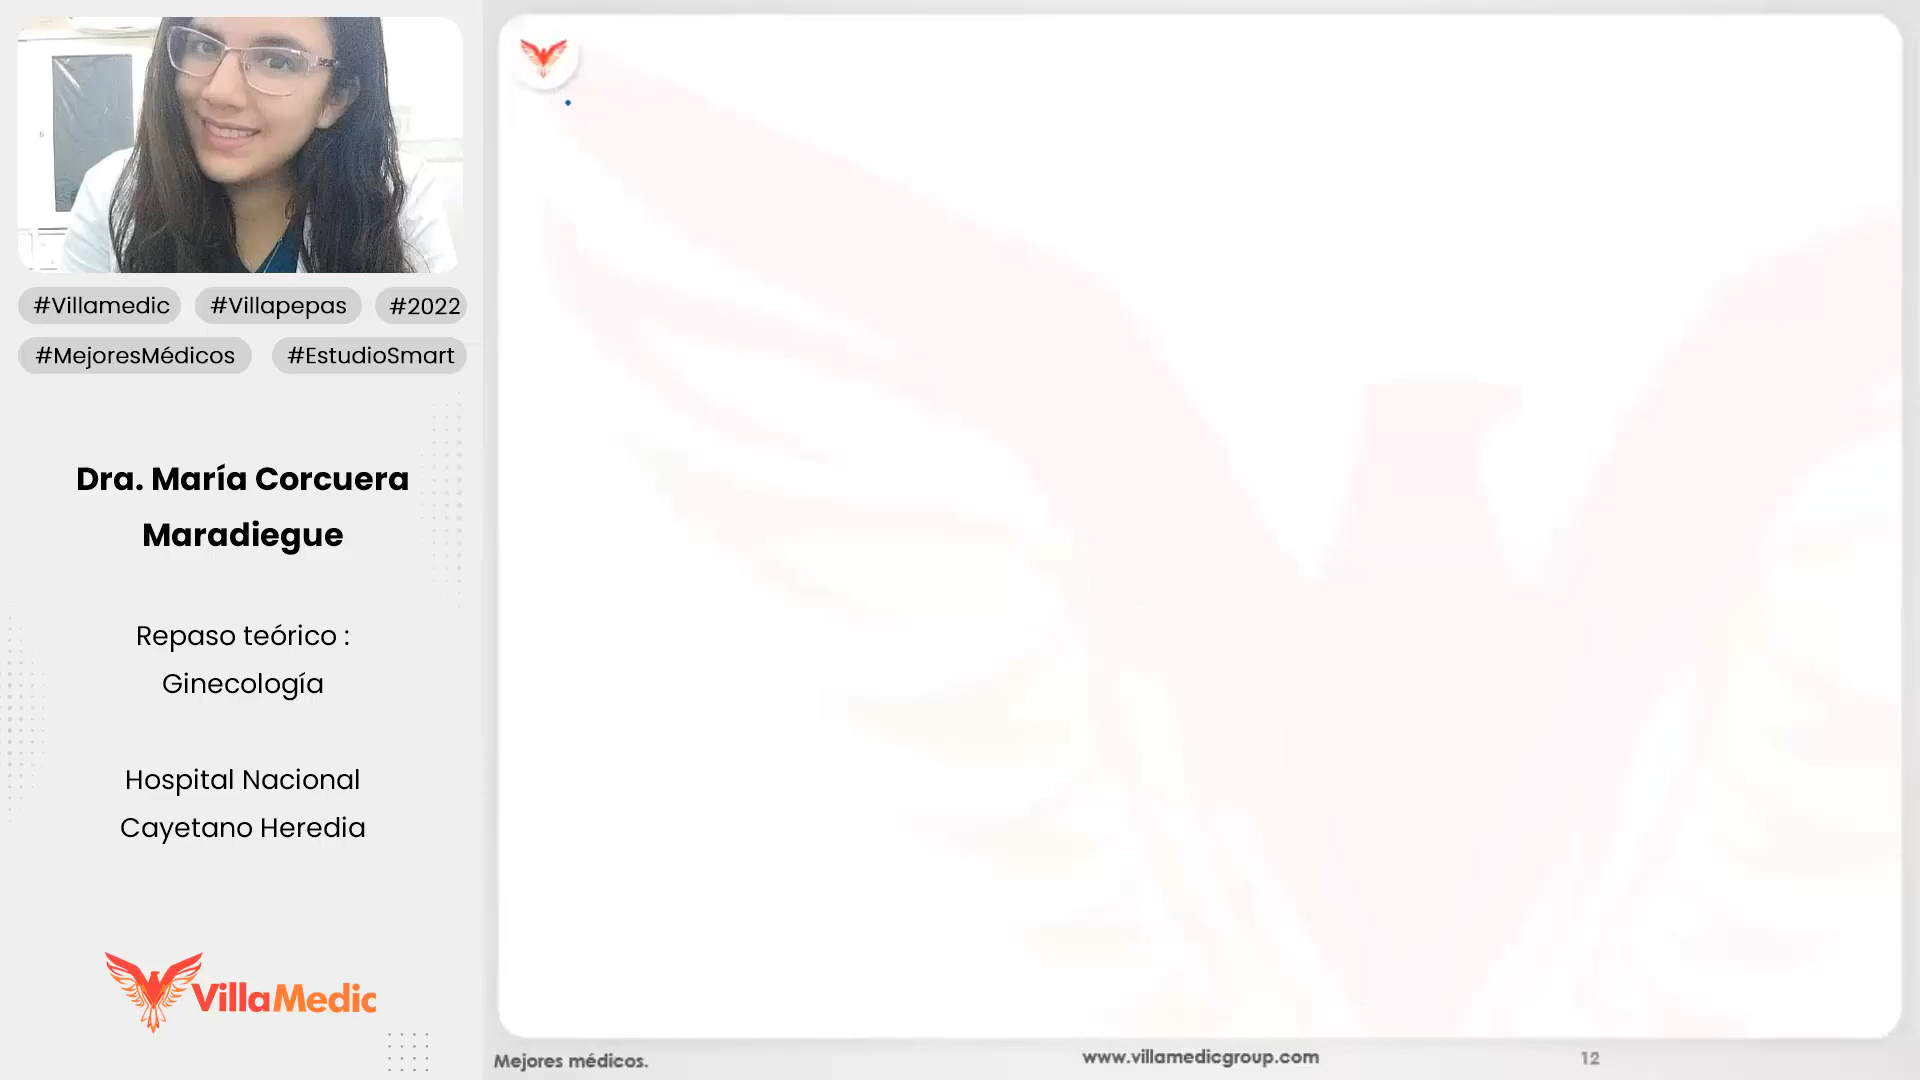 #Villamedic #Villapepas #2022
#MejoresMédicos #EstudioSmart
Dra. María Corcuera
Maradiegue
Repaso teórico :
Ginecología
Hospital Nacional
Cayetano Heredia
VillaMedic
Mejores médicos. www.villamedicgroup.com 12